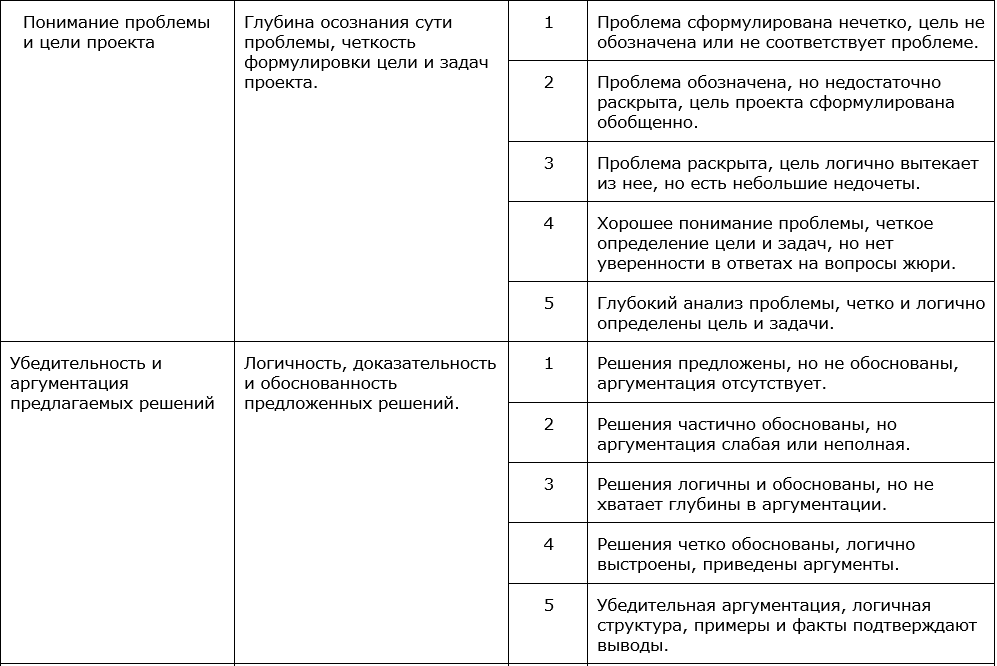 Понимание проблемы
и цели проекта
Глубина осознания сути
проблемы, четкость
формулировки цели и задач
проекта.
1
Проблема сформулирована нечетко, цель не
обозначена или не соответствует проблеме.
2
Проблема обозначена, но недостаточно
раскрыта, цель проекта сформулирована
обобщенно.
3
Проблема раскрыта, цель логично вытекает
из нее, но есть небольшие недочеты.
4
Хорошее понимание проблемы, четкое
определение цели и задач, но нет
уверенности в ответах на вопросы жюри.
5
Глубокий анализ проблемы, четко и логично
определены цель и задачи.
Убедительность и
аргументация
предлагаемых решений
Логичность, доказательность
и обоснованность
предложенных решений.
1
Решения предложены, но не обоснованы,
аргументация отсутствует.
2
Решения частично обоснованы, но
аргументация слабая или неполная.
3
Решения логичны и обоснованы, но не
хватает глубины в аргументации.
4
Решения четко обоснованы, логично
выстроены, приведены аргументы.
5
Убедительная аргументация, логичная
структура, примеры и факты подтверждают
выводы.